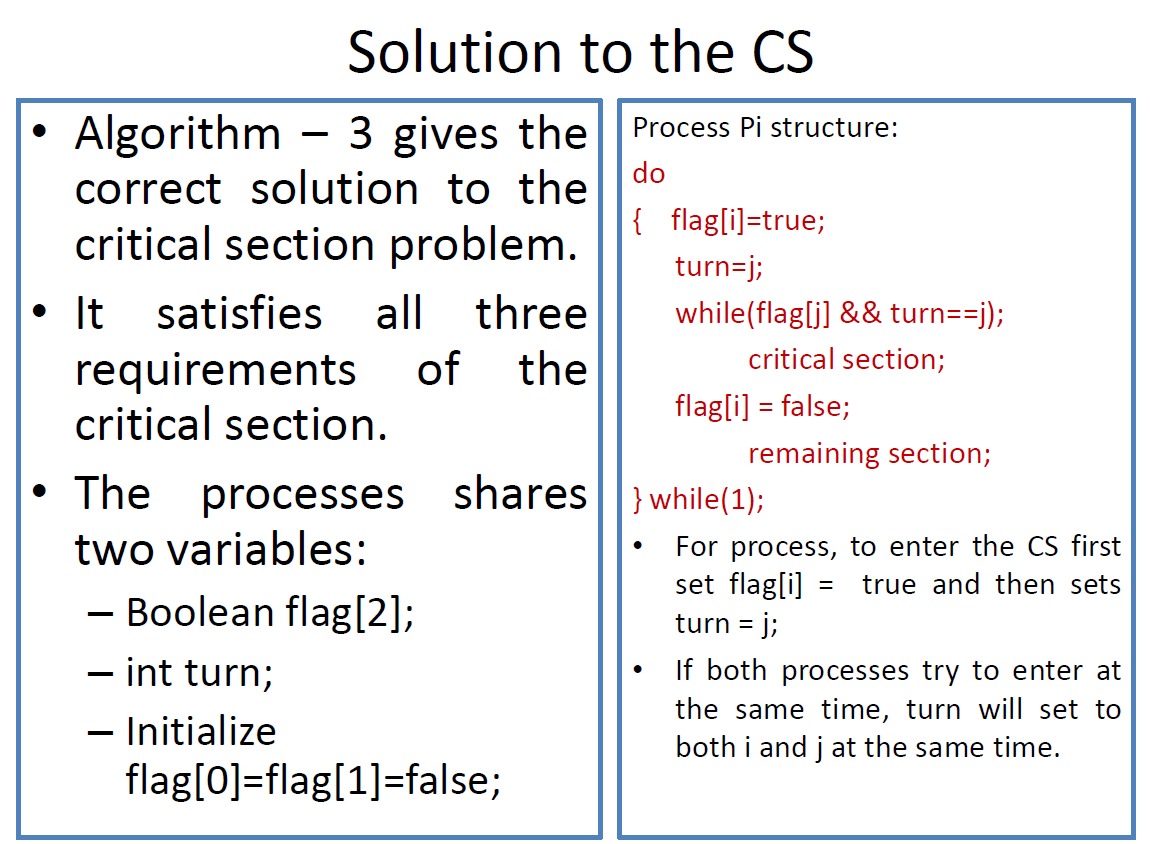 Solution to the CS
• Algorithm – 3 gives the
correct solution to the
critical section problem.
• It satisfies all three
requirements of the
critical section.
• The processes shares
two variables:
– Boolean flag[2];
– int turn;
– Initialize
flag[0]=flag[1]=false;
Process Pi structure:
do
{ flag[i]=true;
turn=j;
while(flag[j] && turn==j);
critical section;
flag[i] = false;
remaining section;
} while(1);
• For process, to enter the CS first
set flag[i] = true and then sets
turn = j;
• If both processes try to enter at
the same time, turn will set to
both i and j at the same time.